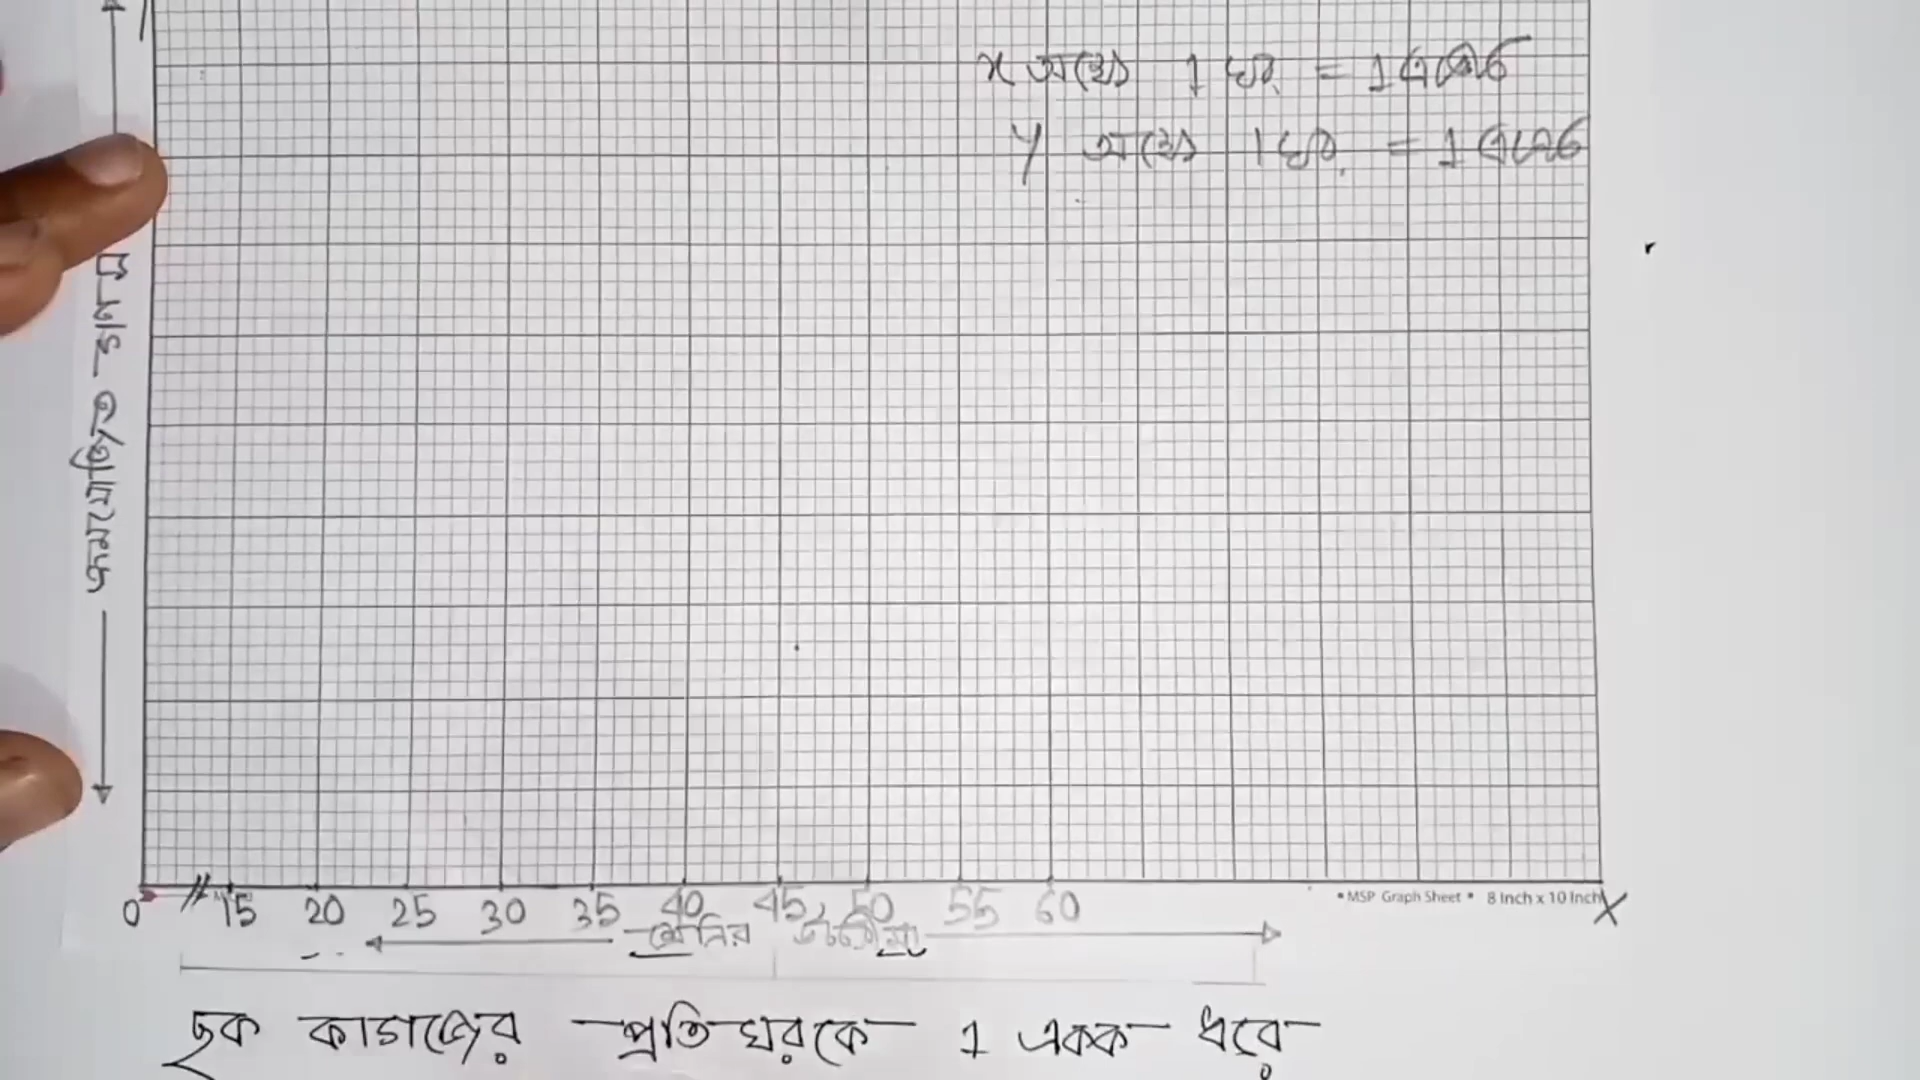 x অক্ষে 1 ঘর = 1 একক
y অক্ষে 1 ঘর = 1 একক
ক্রমযোজিত গণসংখ্যা
0 15 20 25 30 35 40 45 50 55 60 X
শ্রেণির উচ্চসীমা
• MSP Graph Sheet • 8 Inch x 10 Inch
ছক কাগজের প্রতি ঘরকে 1 একক ধরে